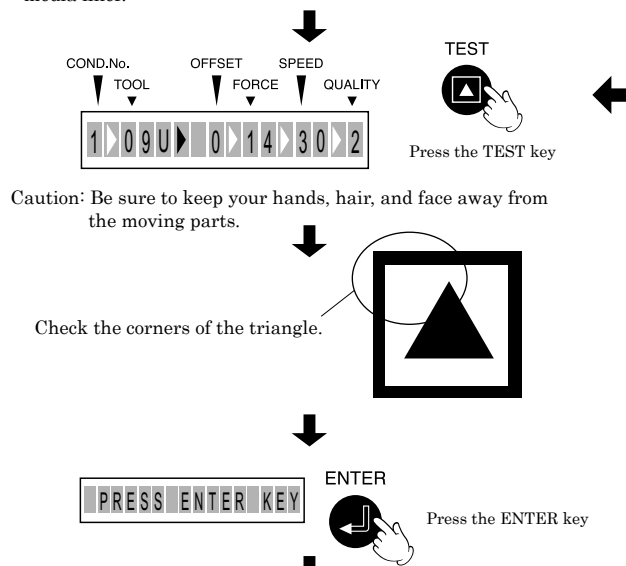 media liner.
COND.No. OFFSET SPEED
TOOL FORCE QUALITY
1 09U 0 14 30 2
TEST
Press the TEST key
Caution: Be sure to keep your hands, hair, and face away from
the moving parts.
Check the corners of the triangle.
PRESS ENTER KEY
ENTER
Press the ENTER key